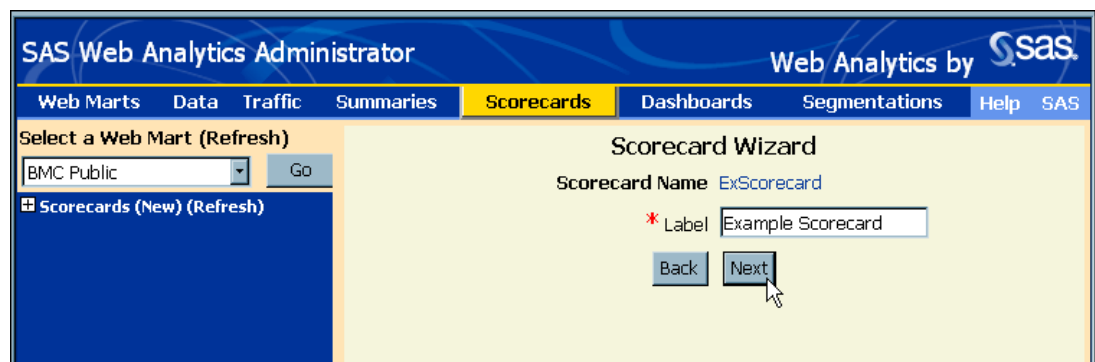 SAS Web Analytics Administrator
Web Analytics by sas.
Web Marts Data Traffic Summaries Scorecards Dashboards Segmentations Help SAS
Select a Web Mart (Refresh)
BMC Public Go
Scorecards (New) (Refresh)
Scorecard Wizard
Scorecard Name ExScorecard
* Label Example Scorecard
Back Next